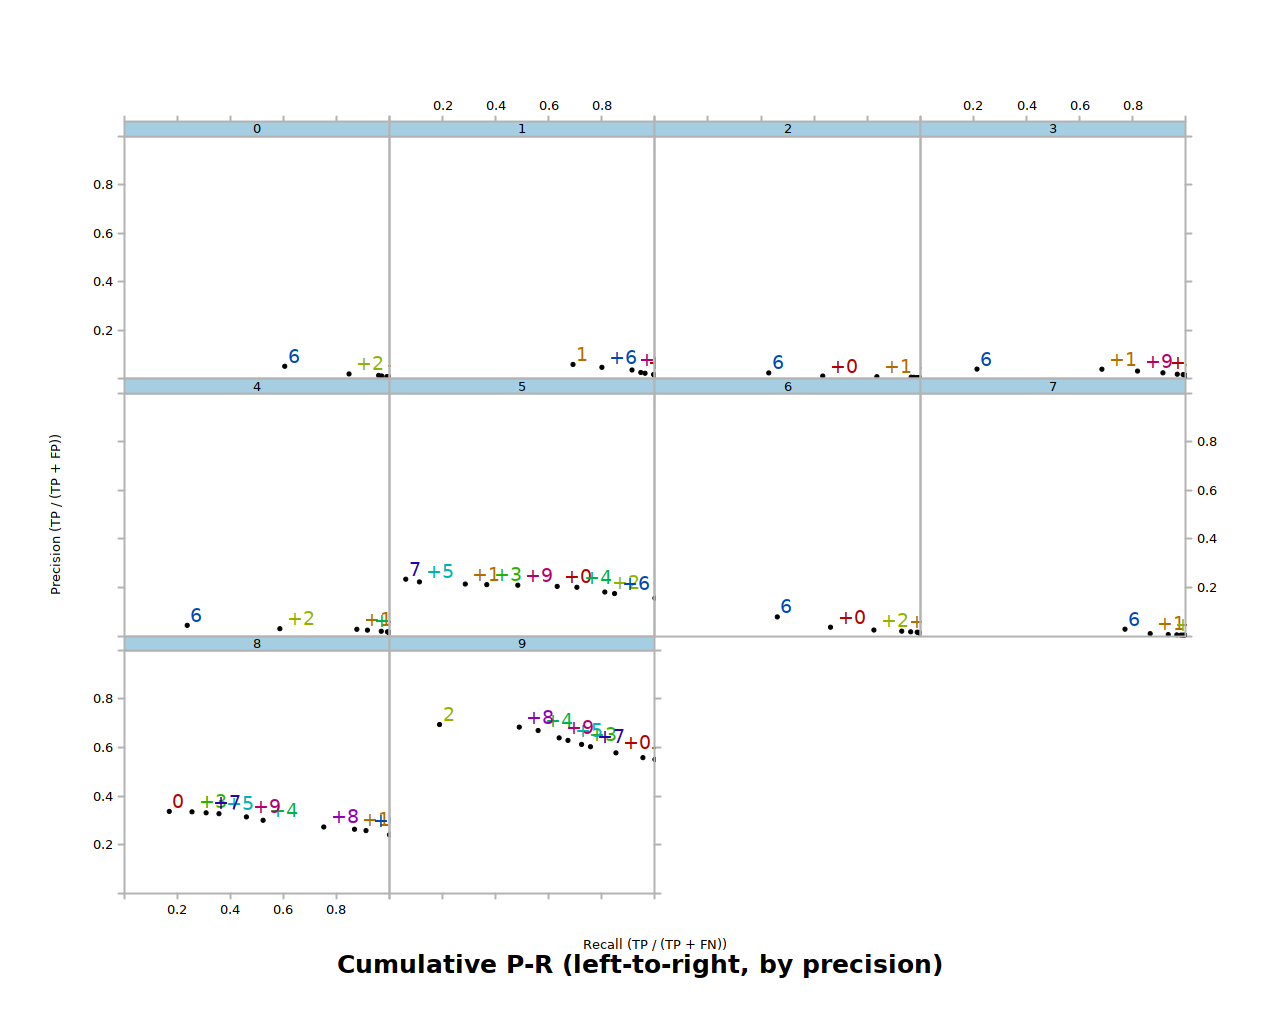 0.2 0.4 0.6 0.8 0.2 0.4 0.6 0.8
0 1 2 3
0.8
0.6
0.4
0.2
6 +2 1 +6 + 6 +0 +1 6 +1 +9 +
4 5 6 7
0.8
0.6
0.4
0.2
6 +2 +1 + 7 +5 +1 +3 +9 +0 +4 +2 +6 6 +0 +2 + 6 +1 +
8 9
0.8
0.6
0.4
0.2
2 +8 +4 +9 +5 +3 +7 +0
0 +3 +7 +5 +9 +4 +8 +1 +
0.2 0.4 0.6 0.8
Precision (TP / (TP + FP))
Recall (TP / (TP + FN))
Cumulative P-R (left-to-right, by precision)